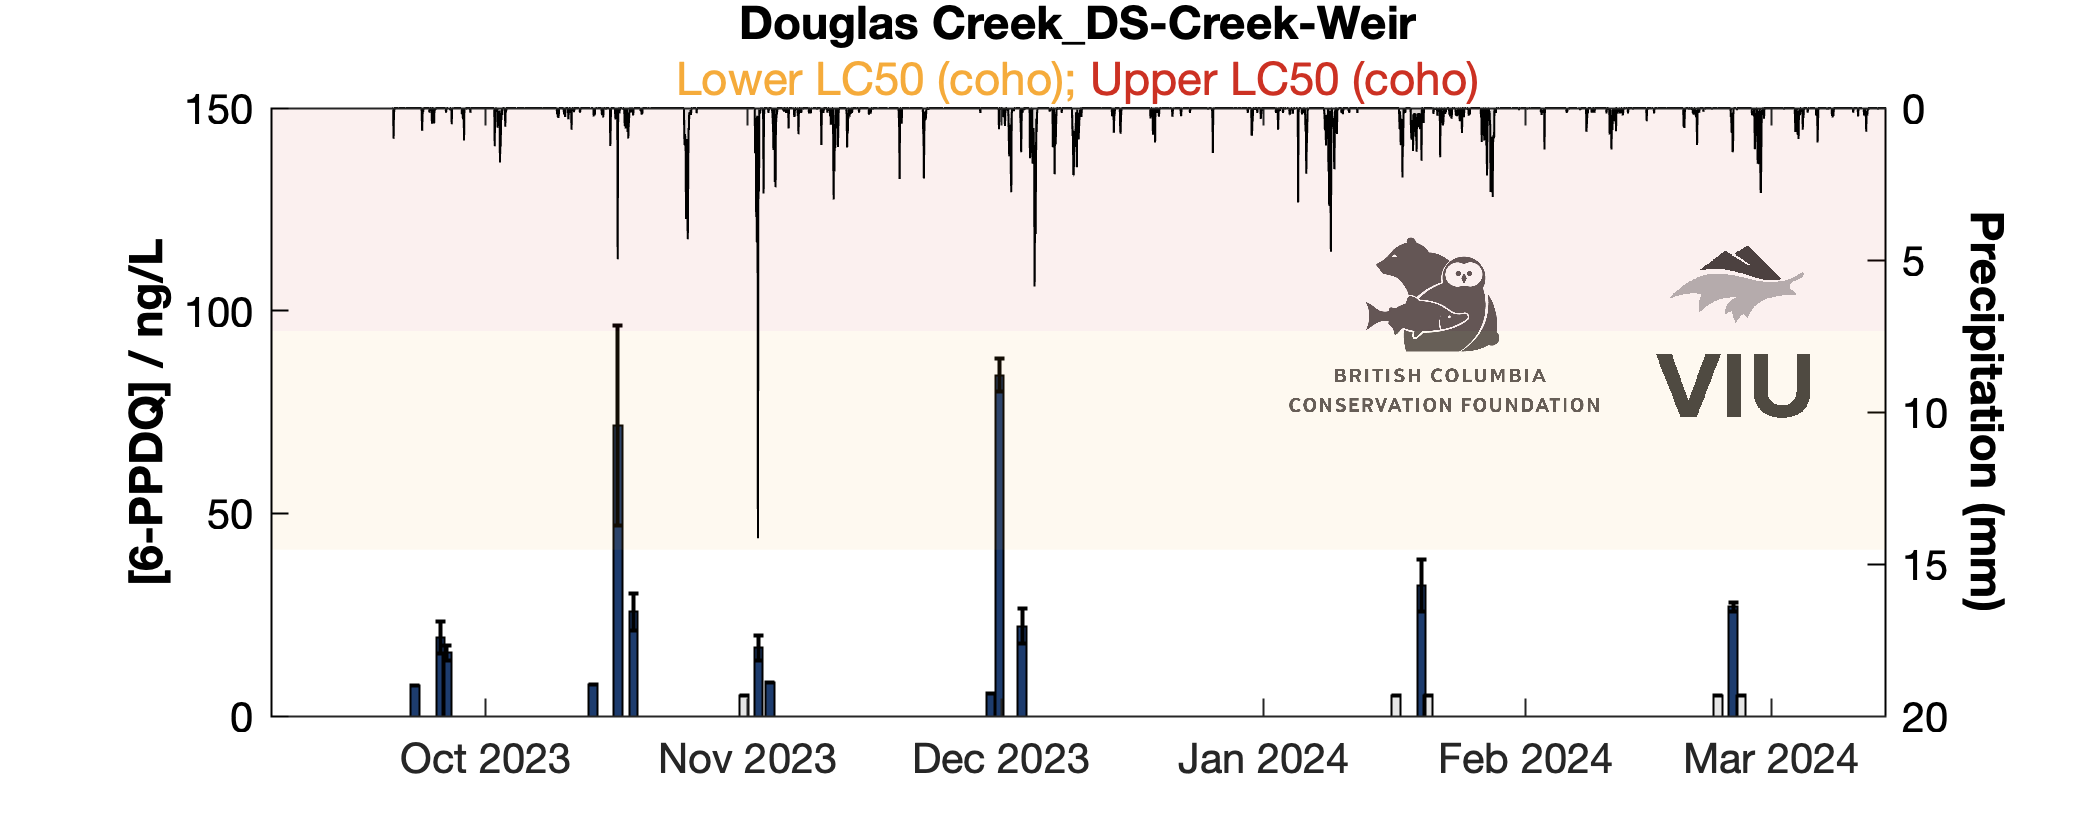 Douglas Creek_DS-Creek-Weir
Lower LC50 (coho); Upper LC50 (coho)
150
100
50
0
[6-PPDQ] / ng/L
0
5
10
15
20
Precipitation (mm)
BRITISH COLUMBIA
CONSERVATION FOUNDATION
VIU
Oct 2023
Nov 2023
Dec 2023
Jan 2024
Feb 2024
Mar 2024